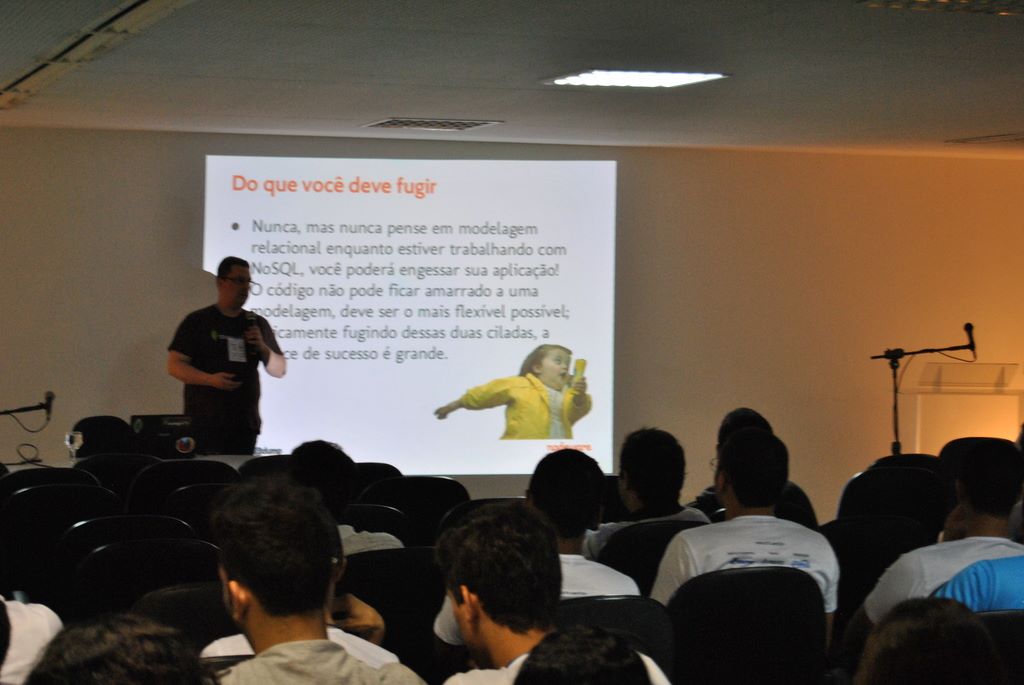 Do que você deve fugir
• Nunca, mas nunca pense em modelagem
relacional enquanto estiver trabalhando com
NoSQL, você poderá engessar sua aplicação!
O código não pode ficar amarrado a uma
modelagem, deve ser o mais flexível possível;
fugindo dessas duas ciladas, a
de sucesso é grande.